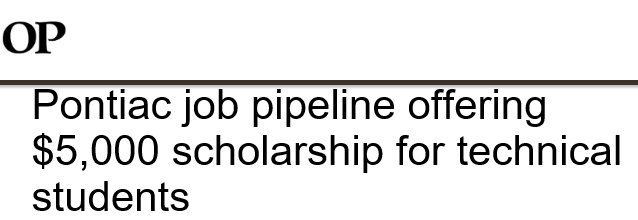 OP
Pontiac job pipeline offering
$5,000 scholarship for technical
students